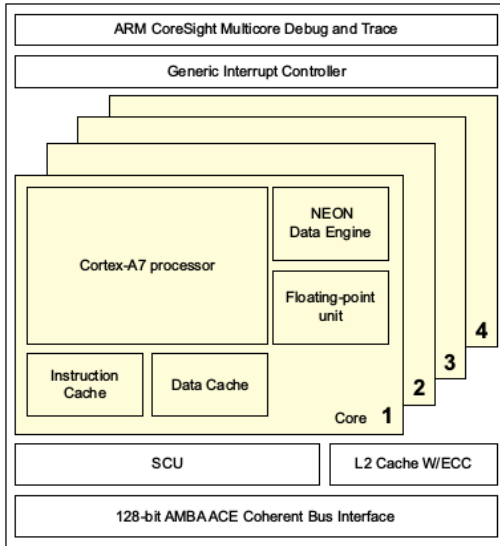 ARM CoreSight Multicore Debug and Trace
Generic Interrupt Controller
Cortex-A7 processor
NEON
Data Engine
Floating-point
unit
Instruction
Cache
Data Cache
Core 1
2
3
4
SCU
L2 Cache W/ECC
128-bit AMBA ACE Coherent Bus Interface